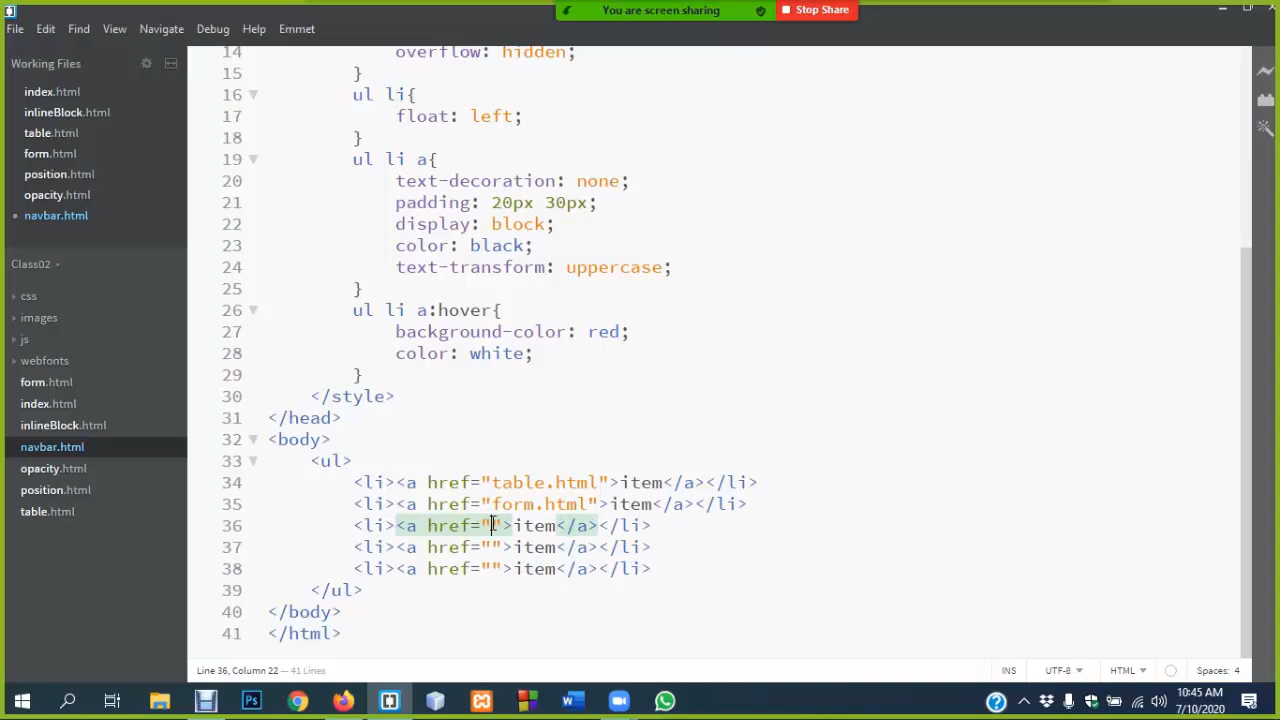 You are screen sharing
Stop Share
File Edit Find View Navigate Debug Help Emmet
Working Files
index.html
inlineBlock.html
table.html
form.html
position.html
opacity.html
navbar.html
Class02
css
images
js
webfonts
form.html
index.html
inlineBlock.html
navbar.html
opacity.html
position.html
table.html
14 overflow: hidden;
15 }
16 ul li{
17 float: left;
18 }
19 ul li a{
20 text-decoration: none;
21 padding: 20px 30px;
22 display: block;
23 color: black;
24 text-transform: uppercase;
25 }
26 ul li a:hover{
27 background-color: red;
28 color: white;
29 }
30 </style>
31 </head>
32 <body>
33 <ul>
34 <li><a href="table.html">item</a></li>
35 <li><a href="form.html">item</a></li>
36 <li><a href="">item</a></li>
37 <li><a href="">item</a></li>
38 <li><a href="">item</a></li>
39 </ul>
40 </body>
41 </html>
Line 36, Column 22 — 41 Lines
INS UTF-8 HTML Spaces: 4
10:45 AM
7/10/2020